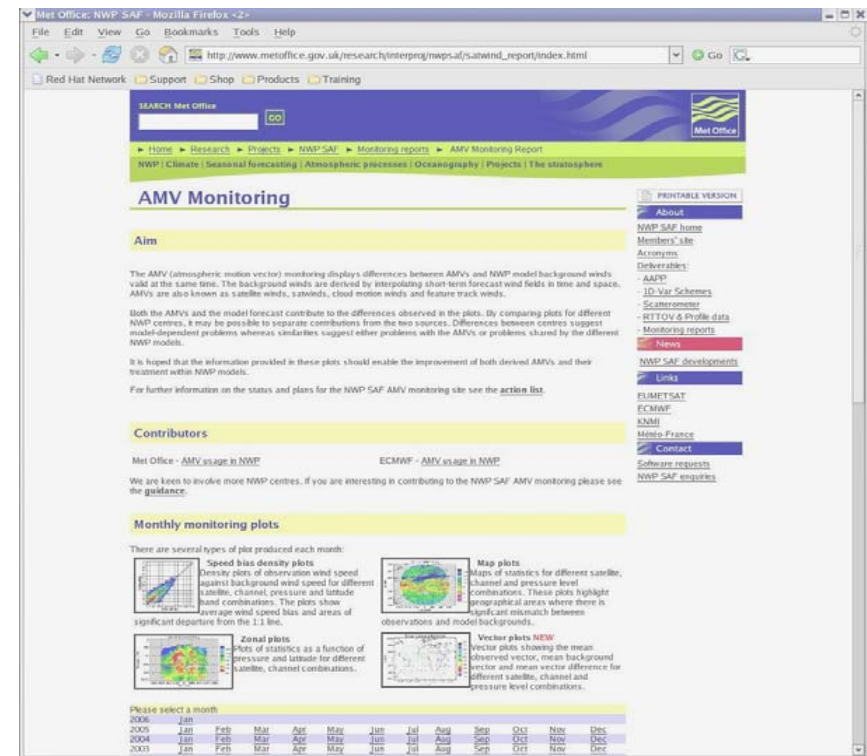 Met Office: NWP SAF - Mozilla Firefox <2>
File Edit View Go Bookmarks Tools Help
http://www.metoffice.gov.uk/research/interproj/nwpsaf/satwind_report/index.html
Go
Red Hat Network Support Shop Products Training
SEARCH Met Office
GO
Met Office
Home Research Projects NWP SAF Monitoring reports AMV Monitoring Report
NWP | Climate | Seasonal forecasting | Atmospheric processes | Oceanography | Projects | The stratosphere
AMV Monitoring
Aim
The AMV (atmospheric motion vector) monitoring displays differences between AMVs and NWP model background winds
valid at the same time. The background winds are derived by interpolating short-term forecast wind fields in time and space.
AMVs are also known as satellite winds, satwinds, cloud motion winds and feature track winds.
Both the AMVs and the model forecast contribute to the differences observed in the plots. By comparing plots for different
NWP centres, it may be possible to separate contributions from the two sources. Differences between centres suggest
model-dependent problems whereas similarities suggest either problems with the AMVs or problems shared by the different
NWP models.
It is hoped that the information provided in these plots should enable the improvement of both derived AMVs and their
treatment within NWP models.
For further information on the status and plans for the NWP SAF AMV monitoring site see the action list.
Contributors
Met Office - AMV usage in NWP ECMWF - AMV usage in NWP
We are keen to involve more NWP centres. If you are interesting in contributing to the NWP SAF AMV monitoring please see
the guidance.
Monthly monitoring plots
There are several types of plot produced each month:
Speed bias density plots
Density plots of observation wind speed
against background wind speed for different
satellite, channel, pressure and latitude
band combinations. The plots show
average wind speed bias and areas of
significant departure from the 1:1 line.
Map plots
Maps of statistics for different satellite,
channel and pressure level
combinations. These plots highlight
geographical areas where there is
significant mismatch between
observations and model backgrounds.
Zonal plots
Plots of statistics as a function of
pressure and latitude for different
satellite, channel combinations.
Vector plots NEW
Vector plots showing the mean
observed vector, mean background
vector and mean vector difference for
different satellite, channel and
pressure level combinations.
Please select a month
2006 Jan
2005 Jan Feb Mar Apr May Jun Jul Aug Sep Oct Nov Dec
2004 Jan Feb Mar Apr May Jun Jul Aug Sep Oct Nov Dec
2003 Jan Feb Mar Apr May Jun Jul Aug Sep Oct Nov Dec
PRINTABLE VERSION
About
NWP SAF home
Members' site
Acronyms
Deliverables:
- AAPP
- 1D-Var Schemes
- Scatterometer
- RTTOV & Profile data
- Monitoring reports
News
NWP SAF developments
Links
EUMETSAT
ECMWF
KNMI
Météo-France
Contact
Software requests
NWP SAF enquiries